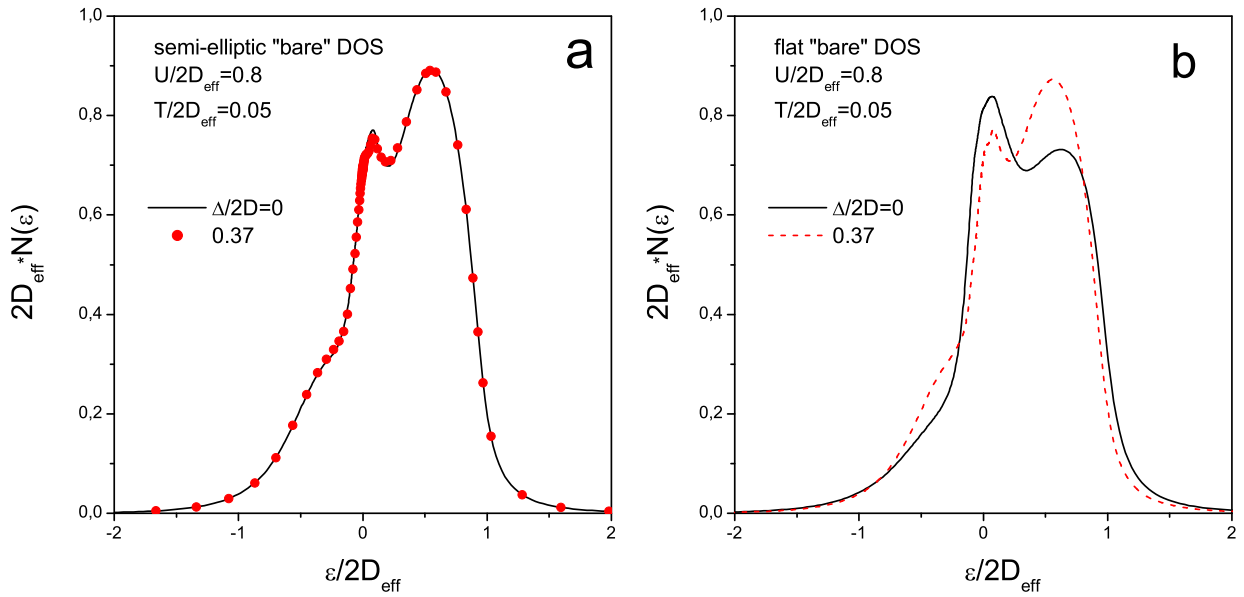 a
semi-elliptic "bare" DOS
U/2D_eff=0.8
T/2D_eff=0.05
Δ/2D=0
0.37
2D_eff*N(ε)
1,0
0,8
0,6
0,4
0,2
0,0
-2 -1 0 1 2
ε/2D_eff
b
flat "bare" DOS
U/2D_eff=0.8
T/2D_eff=0.05
Δ/2D=0
0.37
2D_eff*N(ε)
1,0
0,8
0,6
0,4
0,2
0,0
-2 -1 0 1 2
ε/2D_eff